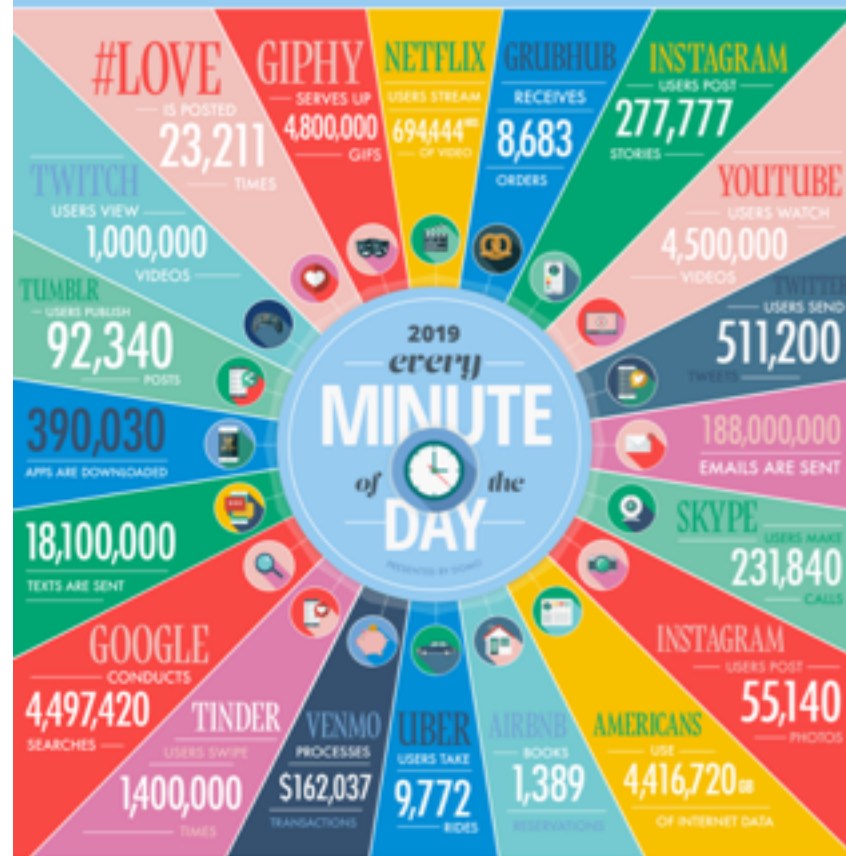 #LOVE
IS POSTED
23,211
TIMES
GIPHY
SERVES UP
4,800,000
GIFS
NETFLIX
USERS STREAM
694,444
OF VIDEO
GRUBHUB
RECEIVES
8,683
ORDERS
INSTAGRAM
USERS POST
277,777
STORIES
YOUTUBE
USERS WATCH
4,500,000
VIDEOS
TWITTER
USERS SEND
511,200
TWEETS
188,000,000
EMAILS ARE SENT
SKYPE
USERS MAKE
231,840
CALLS
INSTAGRAM
USERS POST
55,140
PHOTOS
AMERICANS
USE
4,416,720 GB
OF INTERNET DATA
AIRBNB
BOOKS
1,389
RESERVATIONS
UBER
USERS TAKE
9,772
RIDES
VENMO
PROCESSES
$162,037
TRANSACTIONS
TINDER
USERS SWIPE
1,400,000
TIMES
GOOGLE
CONDUCTS
4,497,420
SEARCHES
18,100,000
TEXTS ARE SENT
390,030
APPS ARE DOWNLOADED
TUMBLR
USERS PUBLISH
92,340
POSTS
TWITCH
USERS VIEW
1,000,000
VIDEOS
2019
every
MINUTE
of the
DAY
PRESENTED BY DOMO